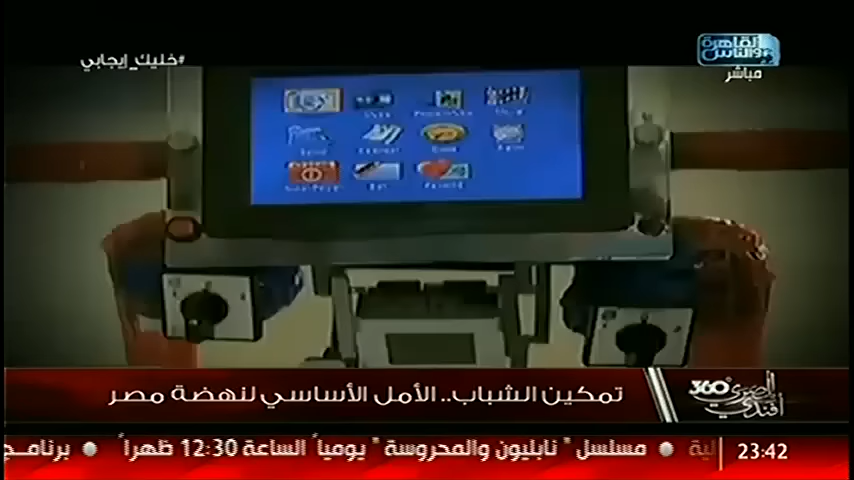 القاهرة
والناس
مباشر
#خليك_إيجابي
المصري
أفندي
360°
تمكين الشباب.. الأمل الأساسي لنهضة مصر
لية ● مسلسل " نابليون والمحروسة " يومياً الساعة 12:30 ظهراً ● برنامج
23:42